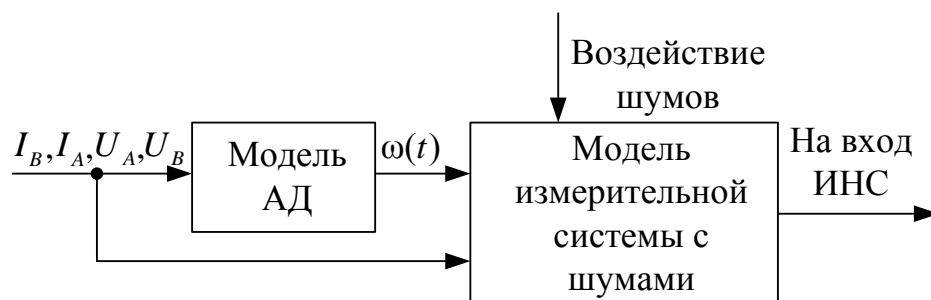 Воздействие
шумов
I_B, I_A, U_A, U_B
Модель
АД
ω(t)
Модель
измерительной
системы с
шумами
На вход
ИНС